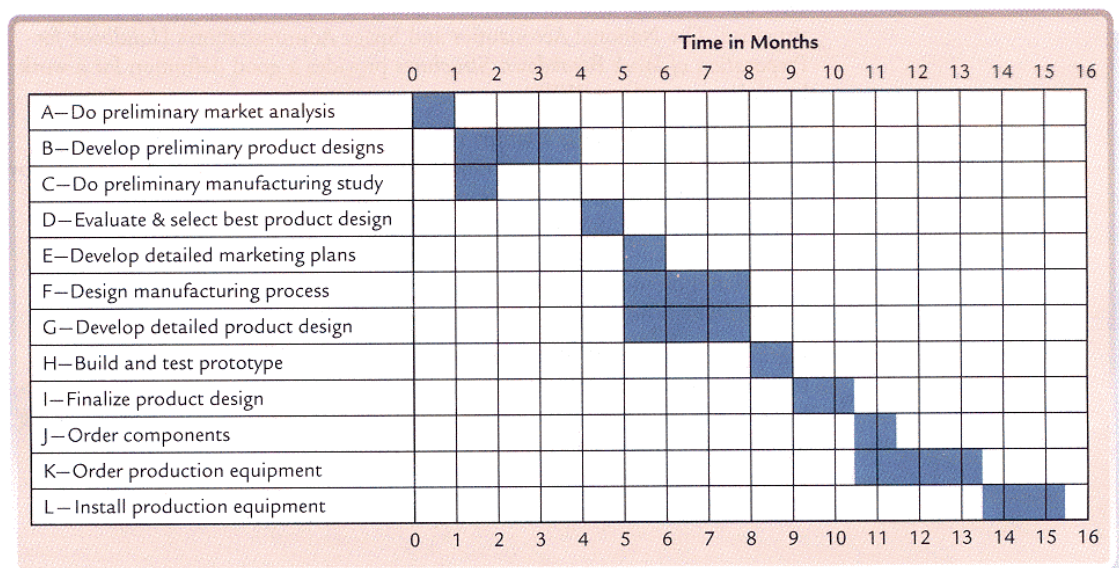 Time in Months
0 1 2 3 4 5 6 7 8 9 10 11 12 13 14 15 16
A—Do preliminary market analysis
B—Develop preliminary product designs
C—Do preliminary manufacturing study
D—Evaluate & select best product design
E—Develop detailed marketing plans
F—Design manufacturing process
G—Develop detailed product design
H—Build and test prototype
I—Finalize product design
J—Order components
K—Order production equipment
L—Install production equipment
0 1 2 3 4 5 6 7 8 9 10 11 12 13 14 15 16